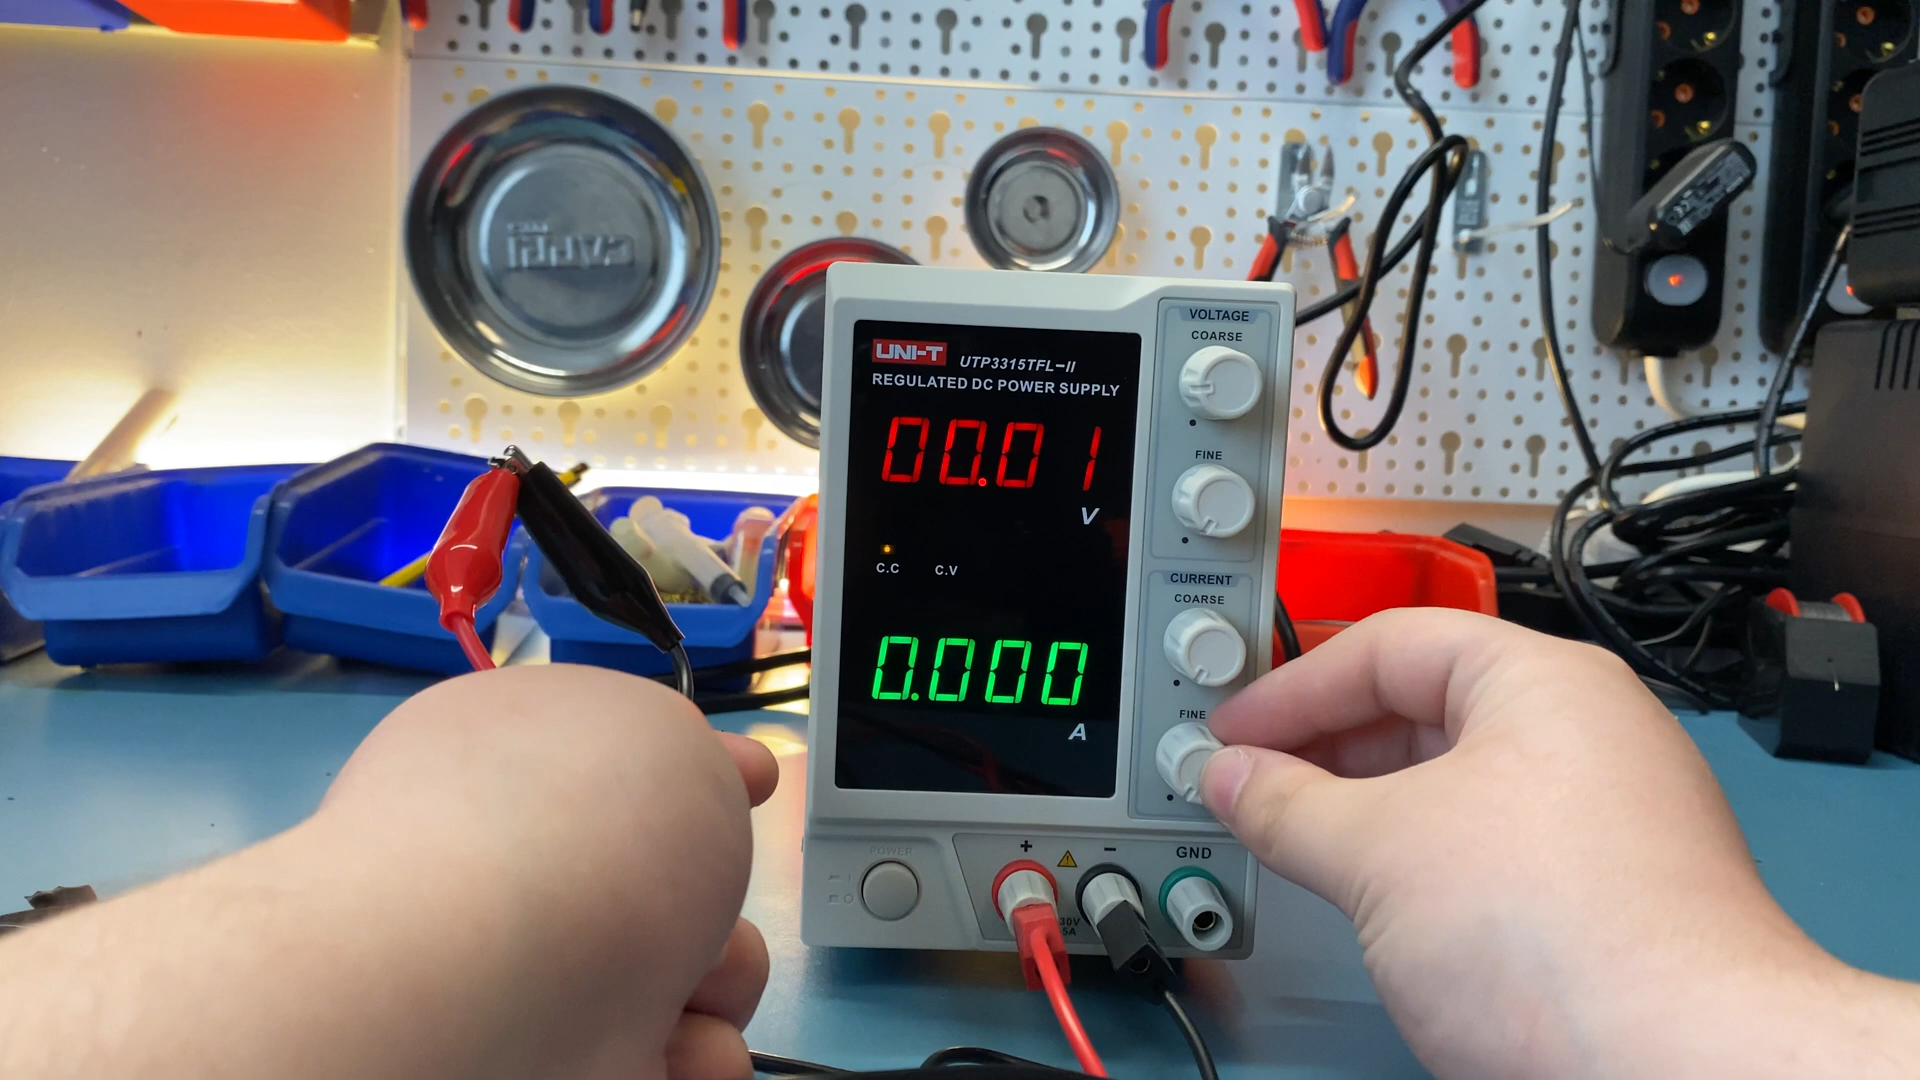 UNI-T UTP3315TFL-II
REGULATED DC POWER SUPPLY
00.01
V
C.C C.V
0.000
A
VOLTAGE
COARSE
FINE
CURRENT
COARSE
FINE
POWER
+ -
GND
30V
5A